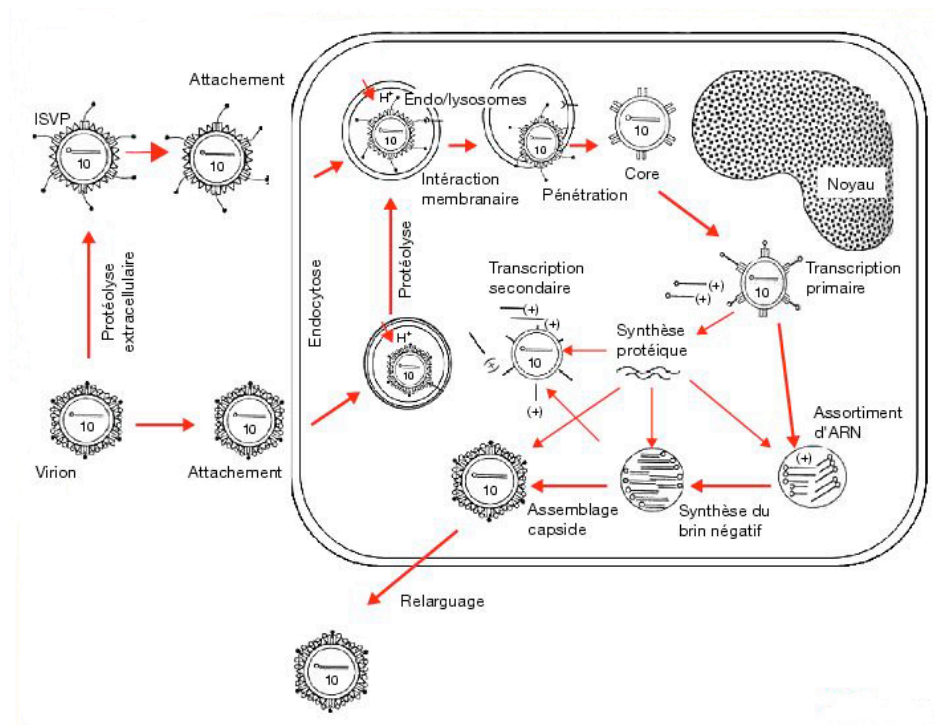 Attachement
ISVP
10
10
H⁺
Endo/lysosomes
10
10
10
Intéraction
membranaire
Pénétration
Core
Noyau
Protéolyse
extracellulaire
Endocytose
Protéolyse
H⁺
10
Transcription
secondaire
(+)
(+)
(+)
(+)
10
Synthèse
protéique
(+)
(+)
10
Transcription
primaire
10
Virion
10
Attachement
10
Assemblage
capside
Synthèse du
brin négatif
Assortiment
d'ARN
(+)
Relarguage
10